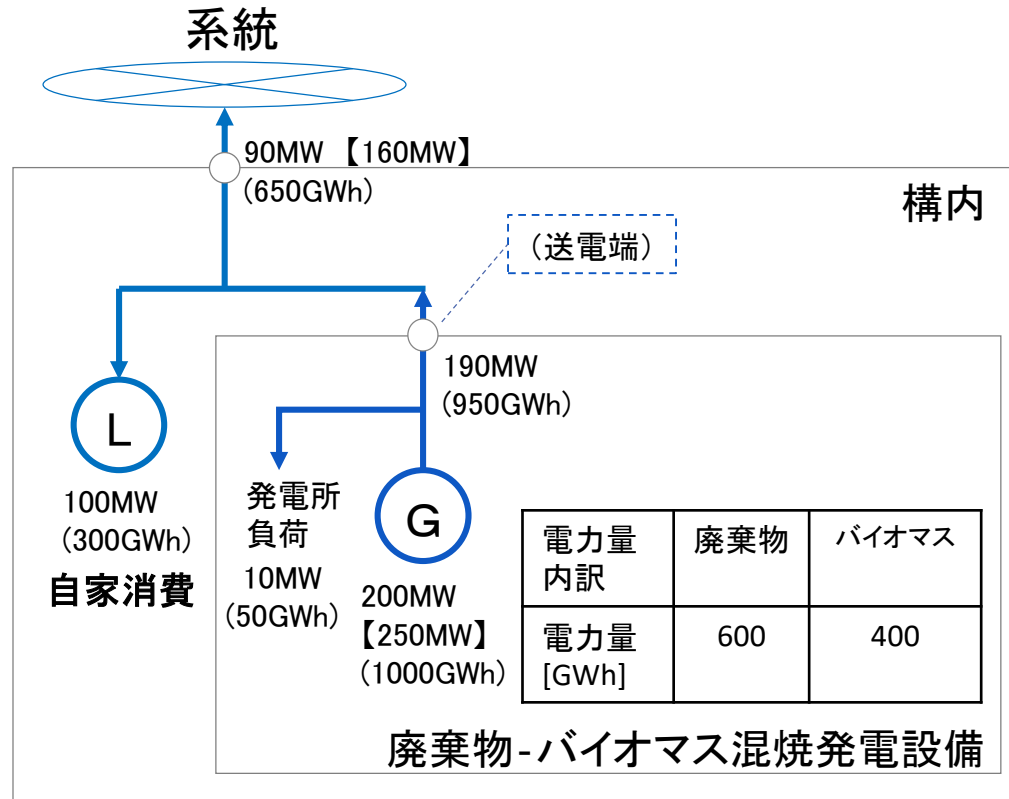 系統
90MW 【160MW】
(650GWh)
構内
（送電端）
190MW
(950GWh)
L
100MW
(300GWh)
自家消費
発電所
負荷
10MW
(50GWh)
G
200MW
【250MW】
(1000GWh)
電力量
内訳
廃棄物
バイオマス
電力量
[GWh]
600
400
廃棄物-バイオマス混焼発電設備